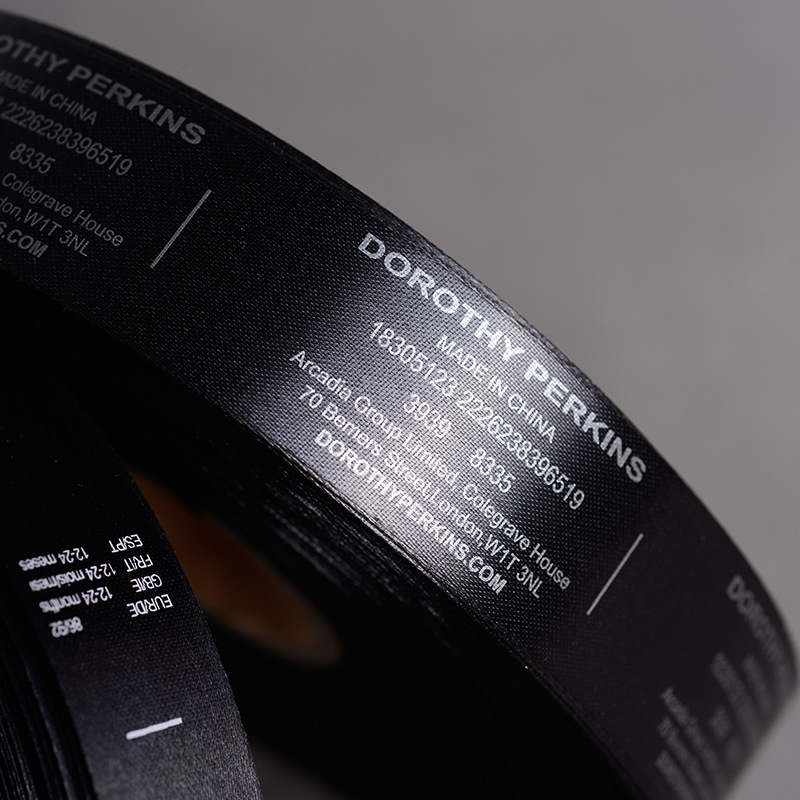 OTHY PERKINS
MADE IN CHINA
2226238396519
8335
Colegrave House
don,W1T 3NL
S.COM
DOROTHY PERKINS
MADE IN CHINA
18305123 2226238396519
3939 8335
Arcadia Group Limited, Colegrave House
70 Berners Street,London,W1T 3NL
DOROTHYPERKINS.COM
DOROTHY
EUR/DE 86/92
GB/IE 12-24 months
FR/IT 12-24 mois/mesi
ES/PT 12-24 meses